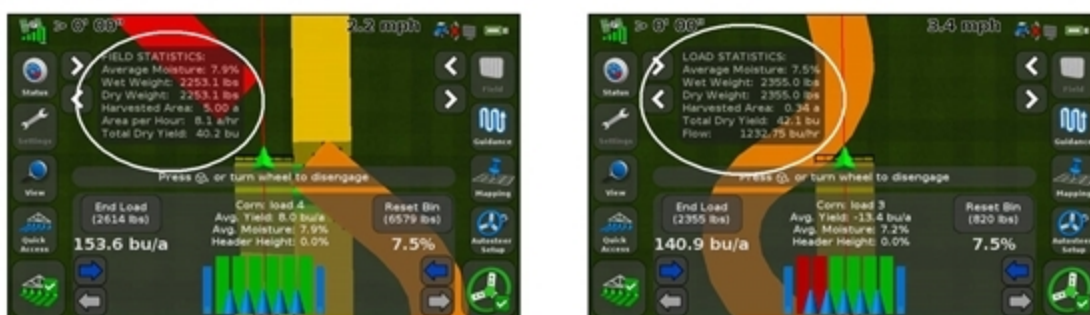 0' 00"
2.2 mph
FIELD STATISTICS:
Average Moisture: 7.9%
Wet Weight: 2253.1 lbs
Dry Weight: 2253.1 lbs
Harvested Area: 5.00 a
Area per Hour: 8.1 a/hr
Total Dry Yield: 40.2 bu
Status
Settings
View
Quick
Access
Field
Guidance
Mapping
Autosteer
Setup
Press or turn wheel to disengage
End Load
(2614 lbs)
153.6 bu/a
Corn: load 4
Avg. Yield: 8.0 bu/a
Avg. Moisture: 7.9%
Header Height: 0.0%
Reset Bin
(6579 lbs)
7.5%
0' 00"
3.4 mph
LOAD STATISTICS:
Average Moisture: 7.5%
Wet Weight: 2355.0 lbs
Dry Weight: 2355.0 lbs
Harvested Area: 0.34 a
Total Dry Yield: 42.1 bu
Flow: 1232.75 bu/hr
Status
Settings
View
Quick
Access
Field
Guidance
Mapping
Autosteer
Setup
Press or turn wheel to disengage
End Load
(2355 lbs)
140.9 bu/a
Corn: load 3
Avg. Yield: -13.4 bu/a
Avg. Moisture: 7.2%
Header Height: 0.0%
Reset Bin
(820 lbs)
7.5%